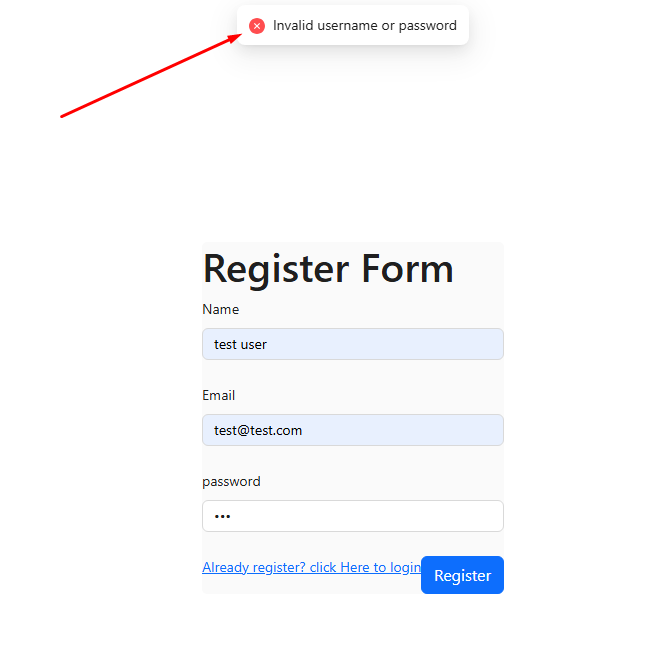 Invalid username or password
Register Form
Name
test user
Email
test@test.com
password
•••
Already register? click Here to login
Register